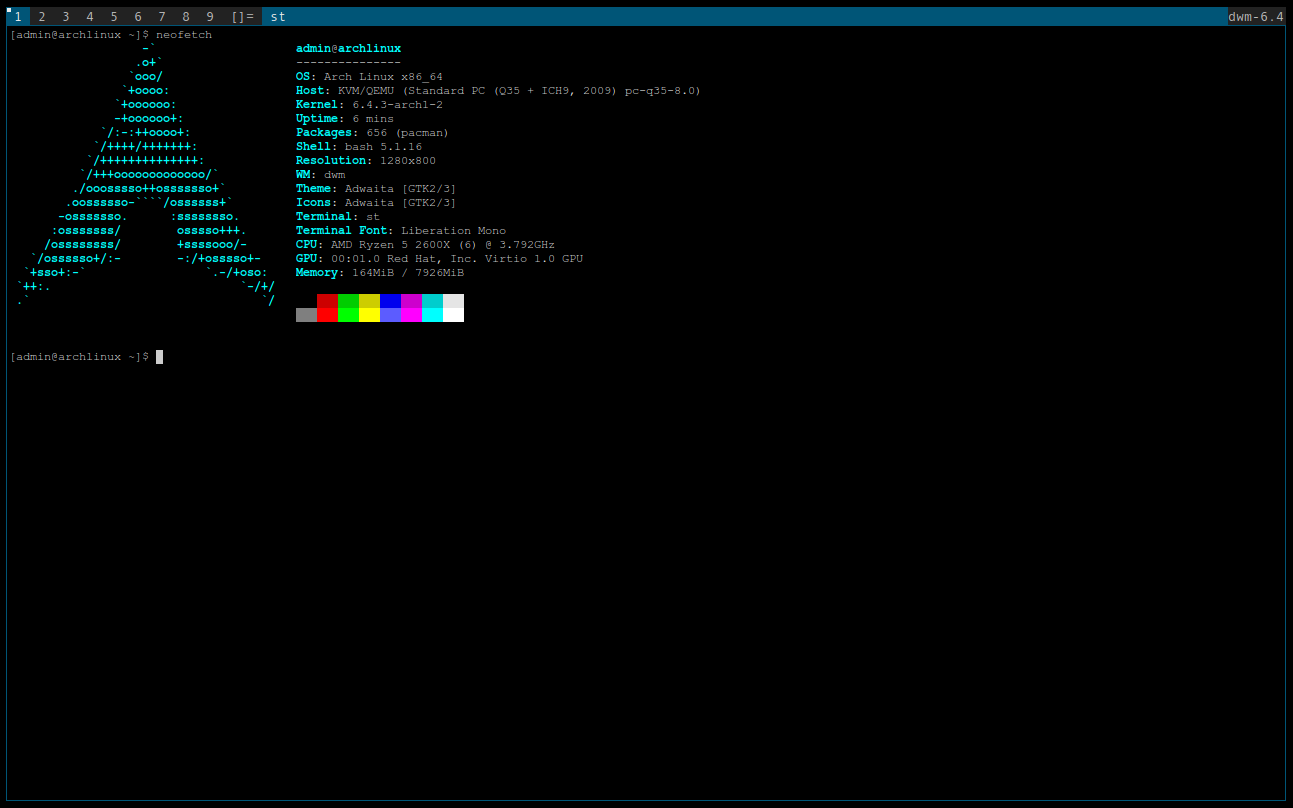 1 2 3 4 5 6 7 8 9 []= st dwm-6.4
[admin@archlinux ~]$ neofetch
                   -`                    admin@archlinux
                  .o+`                   ---------------
                 `ooo/                   OS: Arch Linux x86_64
                `+oooo:                  Host: KVM/QEMU (Standard PC (Q35 + ICH9, 2009) pc-q35-8.0)
               `+oooooo:                 Kernel: 6.4.3-arch1-2
               -+oooooo+:                Uptime: 6 mins
             `/:-:++oooo+:               Packages: 656 (pacman)
            `/++++/+++++++:              Shell: bash 5.1.16
           `/++++++++++++++:             Resolution: 1280x800
          `/+++ooooooooooooo/`           WM: dwm
         ./ooosssso++osssssso+`          Theme: Adwaita [GTK2/3]
        .oossssso-````/ossssss+`         Icons: Adwaita [GTK2/3]
       -osssssso.      :ssssssso.        Terminal: st
      :osssssss/        osssso+++.       Terminal Font: Liberation Mono
     /ossssssss/        +ssssooo/-       CPU: AMD Ryzen 5 2600X (6) @ 3.792GHz
   `/ossssso+/:-        -:/+osssso+-     GPU: 00:01.0 Red Hat, Inc. Virtio 1.0 GPU
  `+sso+:-`                 `.-/+oso:    Memory: 164MiB / 7926MiB
 `++:.                           `-/+/
 .`                                 `/
[admin@archlinux ~]$